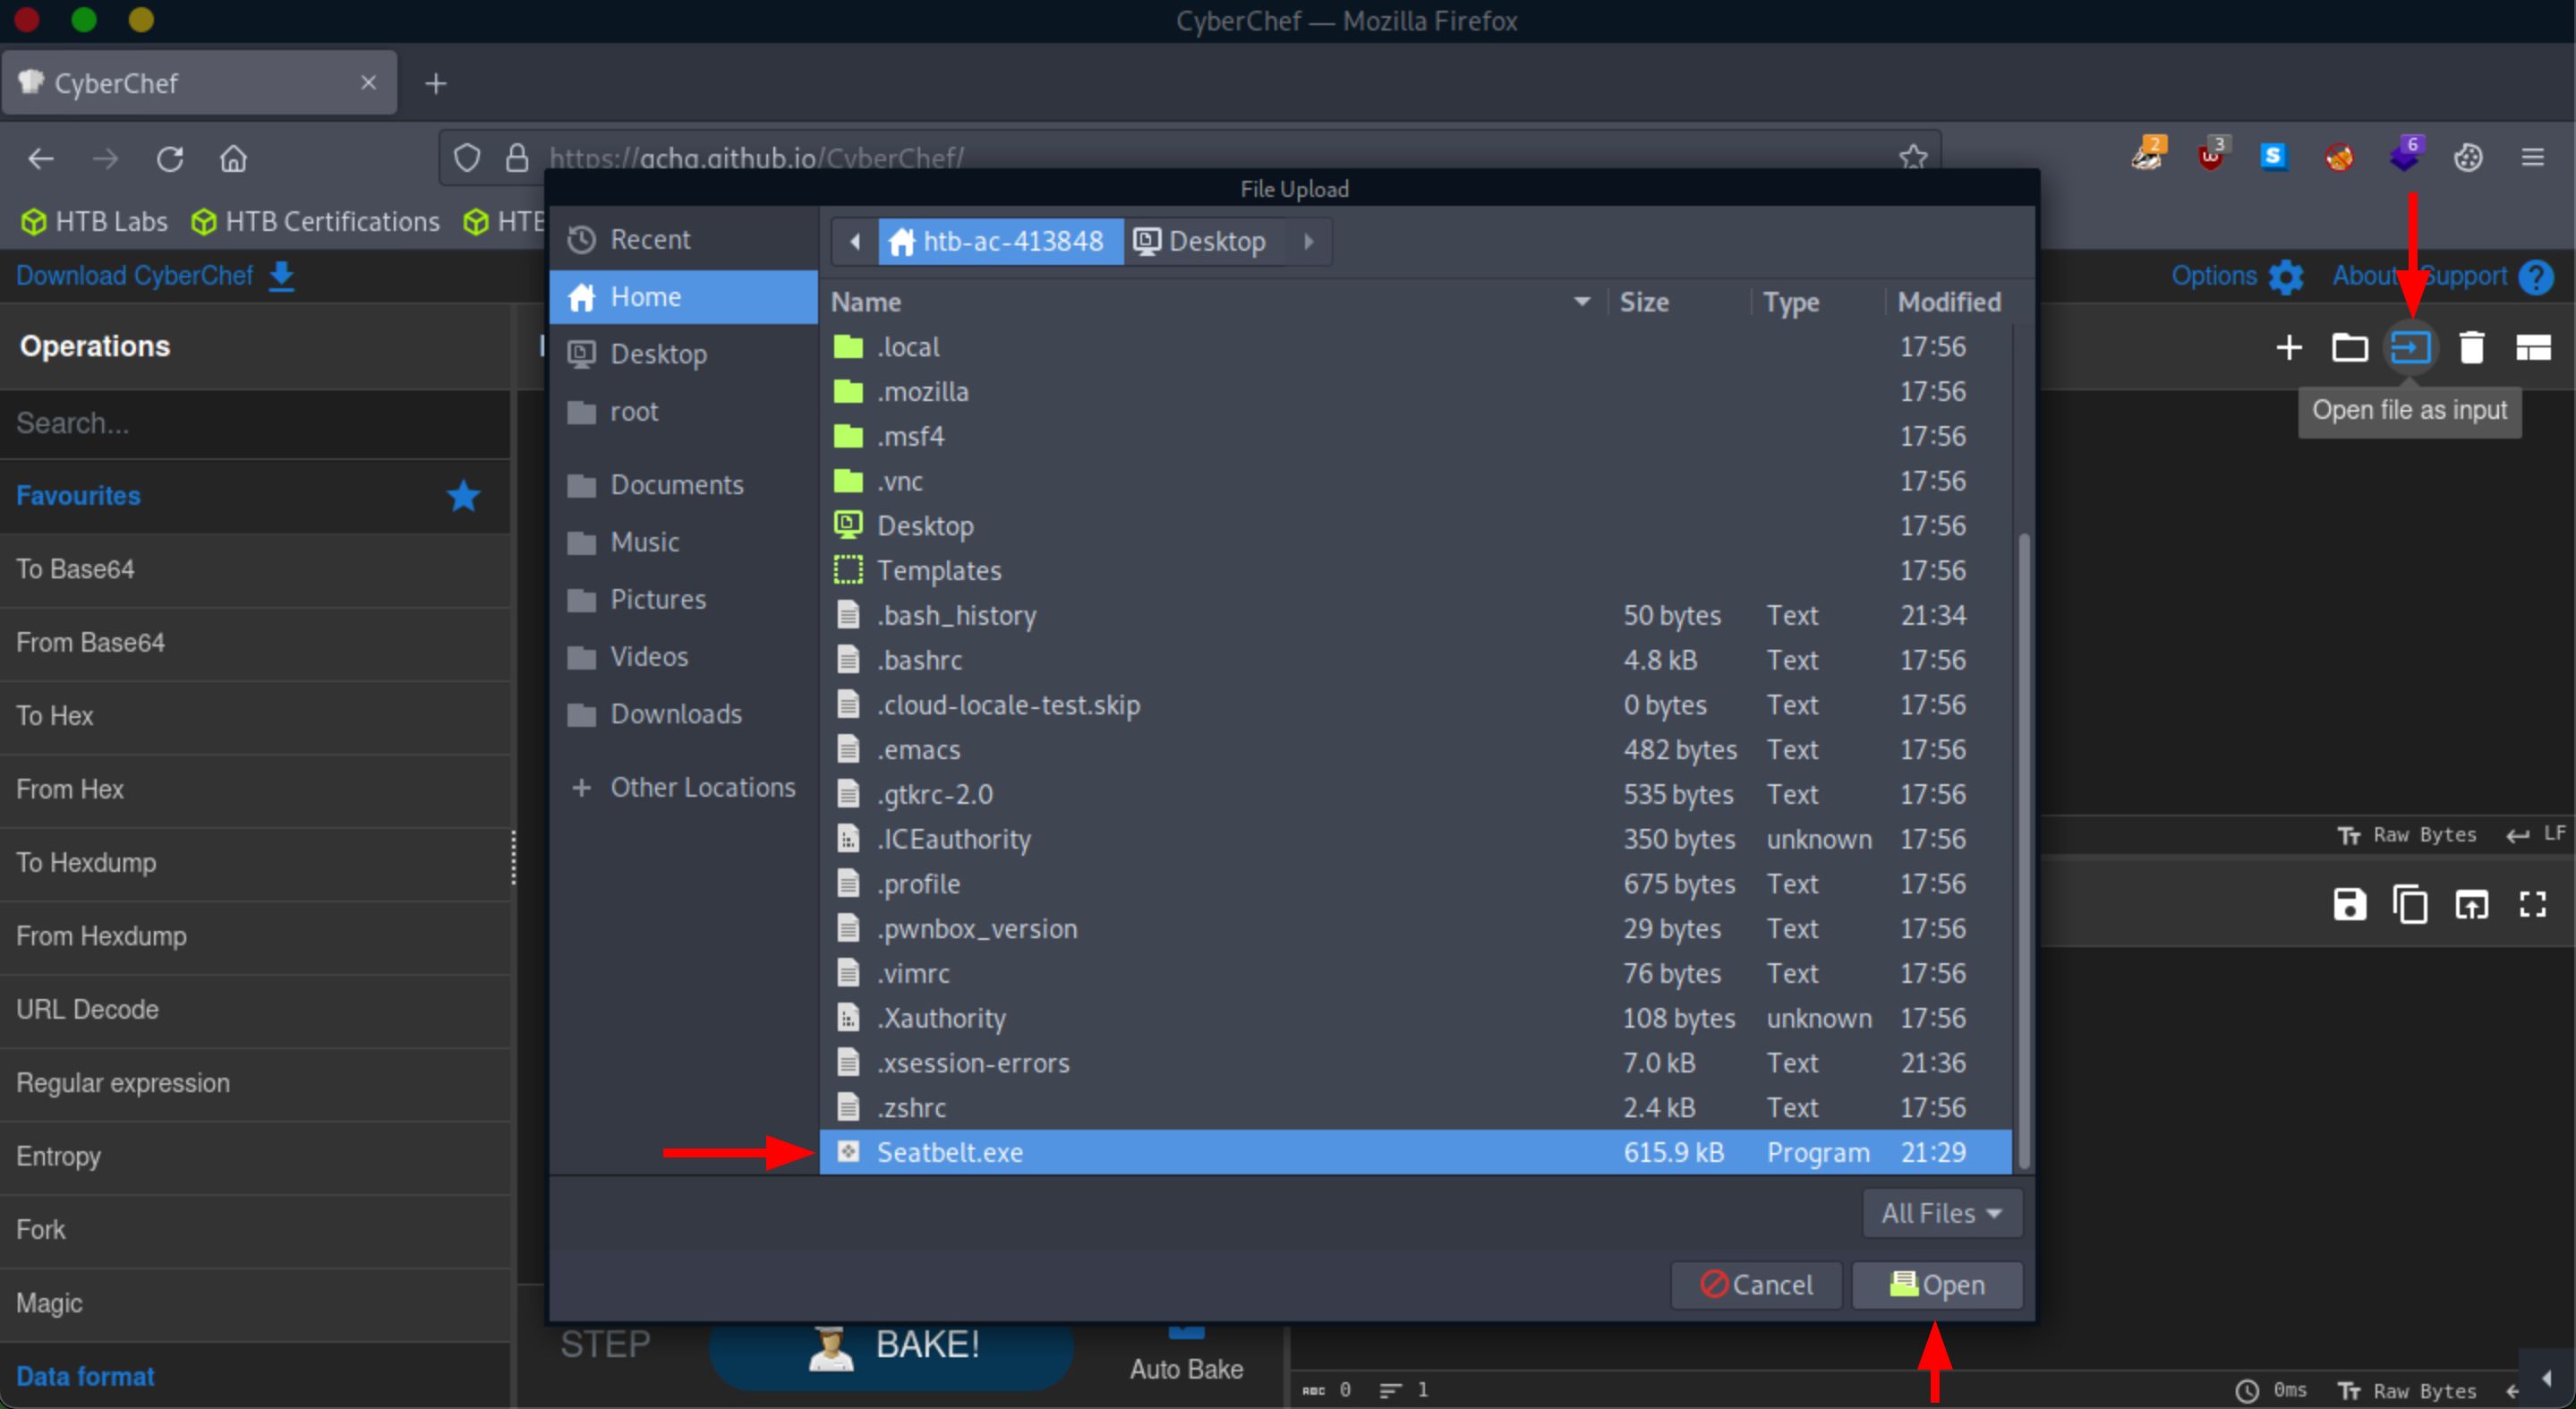 CyberChef — Mozilla Firefox
CyberChef
https://gchq.github.io/CyberChef/
2
3
6
HTB Labs
HTB Certifications
HTB
File Upload
Recent
Home
Desktop
root
Documents
Music
Pictures
Videos
Downloads
+ Other Locations
htb-ac-413848
Desktop
Name Size Type Modified
.local 17:56
.mozilla 17:56
.msf4 17:56
.vnc 17:56
Desktop 17:56
Templates 17:56
.bash_history 50 bytes Text 21:34
.bashrc 4.8 kB Text 17:56
.cloud-locale-test.skip 0 bytes Text 17:56
.emacs 482 bytes Text 17:56
.gtkrc-2.0 535 bytes Text 17:56
.ICEauthority 350 bytes unknown 17:56
.profile 675 bytes Text 17:56
.pwnbox_version 29 bytes Text 17:56
.vimrc 76 bytes Text 17:56
.Xauthority 108 bytes unknown 17:56
.xsession-errors 7.0 kB Text 21:36
.zshrc 2.4 kB Text 17:56
Seatbelt.exe 615.9 kB Program 21:29
All Files
Cancel
Open
Download CyberChef
Options
About / Support
Operations
Search...
Favourites
To Base64
From Base64
To Hex
From Hex
To Hexdump
From Hexdump
URL Decode
Regular expression
Entropy
Fork
Magic
Data format
Open file as input
Raw Bytes LF
STEP
BAKE!
Auto Bake
0 1
0ms Raw Bytes